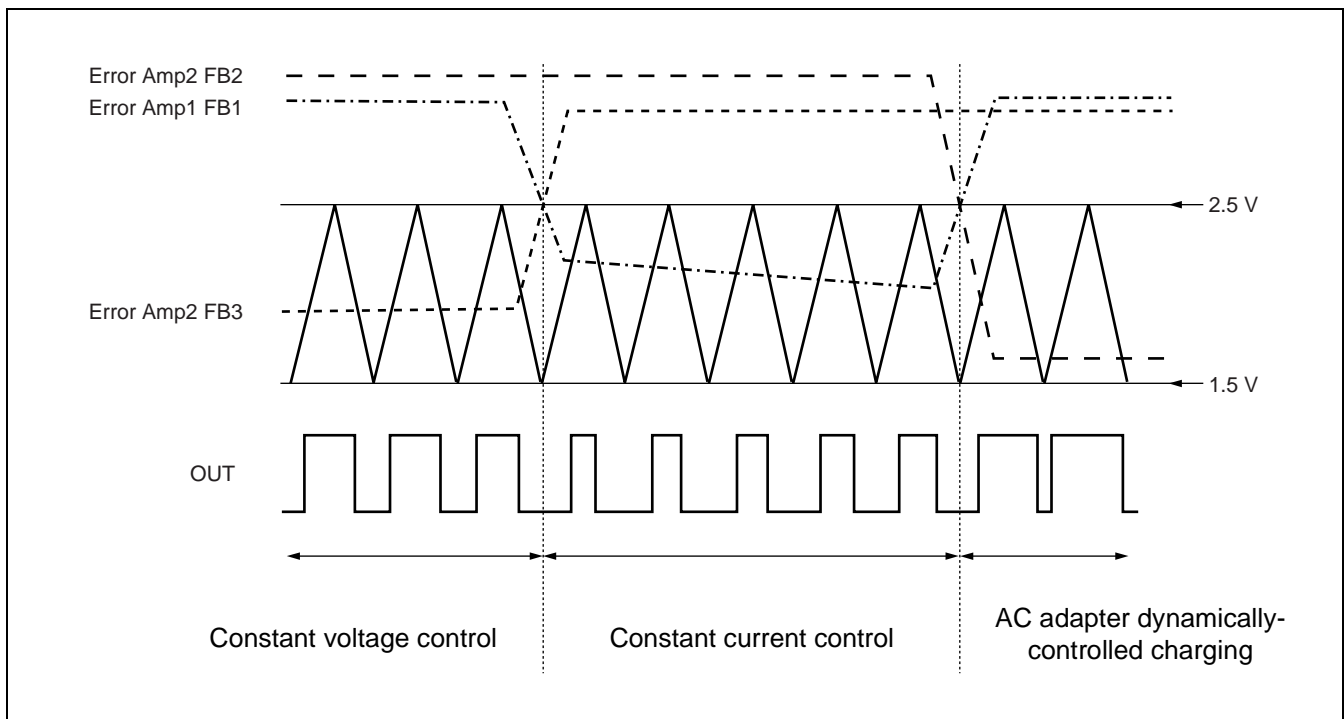 Error Amp2 FB2
Error Amp1 FB1
2.5 V
Error Amp2 FB3
1.5 V
OUT
Constant voltage control
Constant current control
AC adapter dynamically-
controlled charging